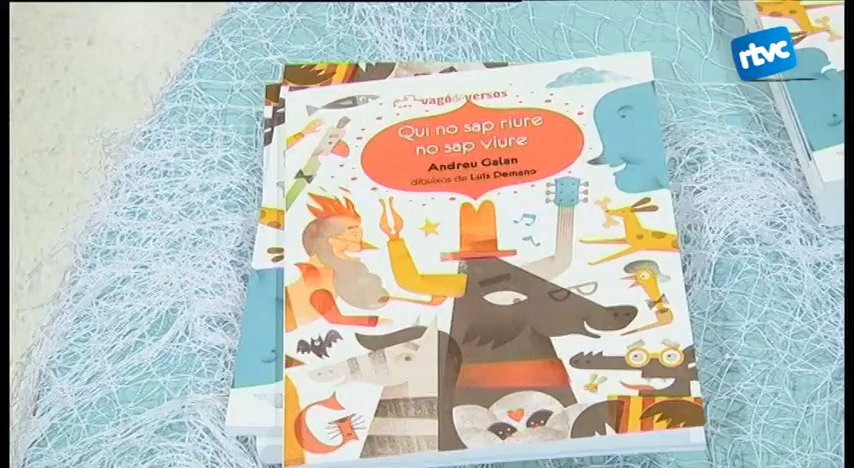 rtvc
vagó de versos
Qui no sap riure
no sap viure
Andreu Galan
dibuixos de Luis Demano